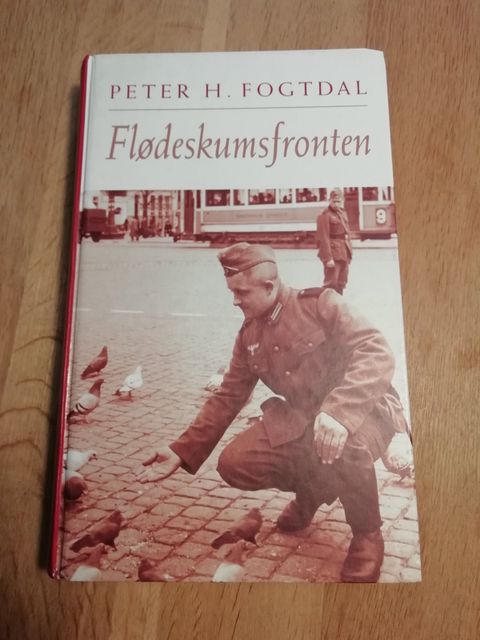 PETER H. FOGTDAL
Flødeskumsfronten
9